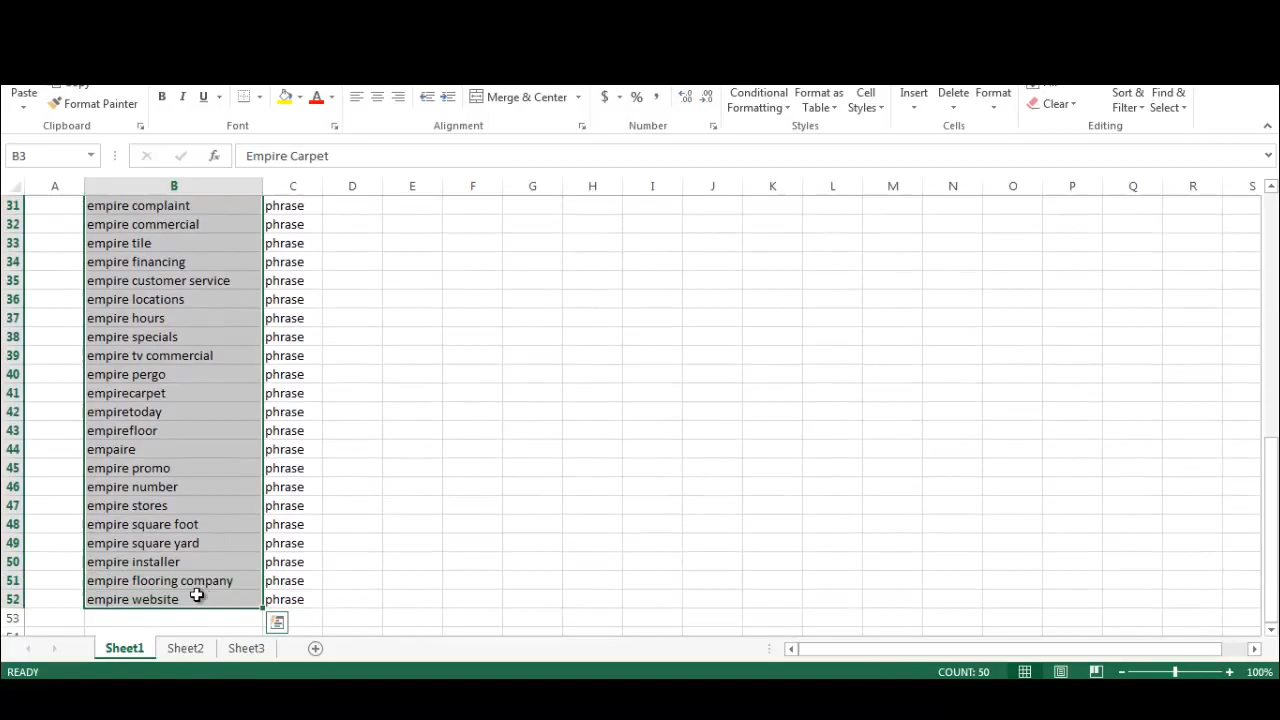 Paste
Copy
Format Painter
Clipboard
B I U
A
Font
Merge & Center
Alignment
$ % ,
Number
Conditional Formatting
Format as Table
Cell Styles
Styles
Insert
Delete
Format
Cells
Clear
Sort & Filter
Find & Select
Editing
B3
fx
Empire Carpet
A B C D E F G H I J K L M N O P Q R S
31 empire complaint phrase
32 empire commercial phrase
33 empire tile phrase
34 empire financing phrase
35 empire customer service phrase
36 empire locations phrase
37 empire hours phrase
38 empire specials phrase
39 empire tv commercial phrase
40 empire pergo phrase
41 empirecarpet phrase
42 empiretoday phrase
43 empirefloor phrase
44 empaire phrase
45 empire promo phrase
46 empire number phrase
47 empire stores phrase
48 empire square foot phrase
49 empire square yard phrase
50 empire installer phrase
51 empire flooring company phrase
52 empire website phrase
53
Sheet1 Sheet2 Sheet3
READY
COUNT: 50
100%